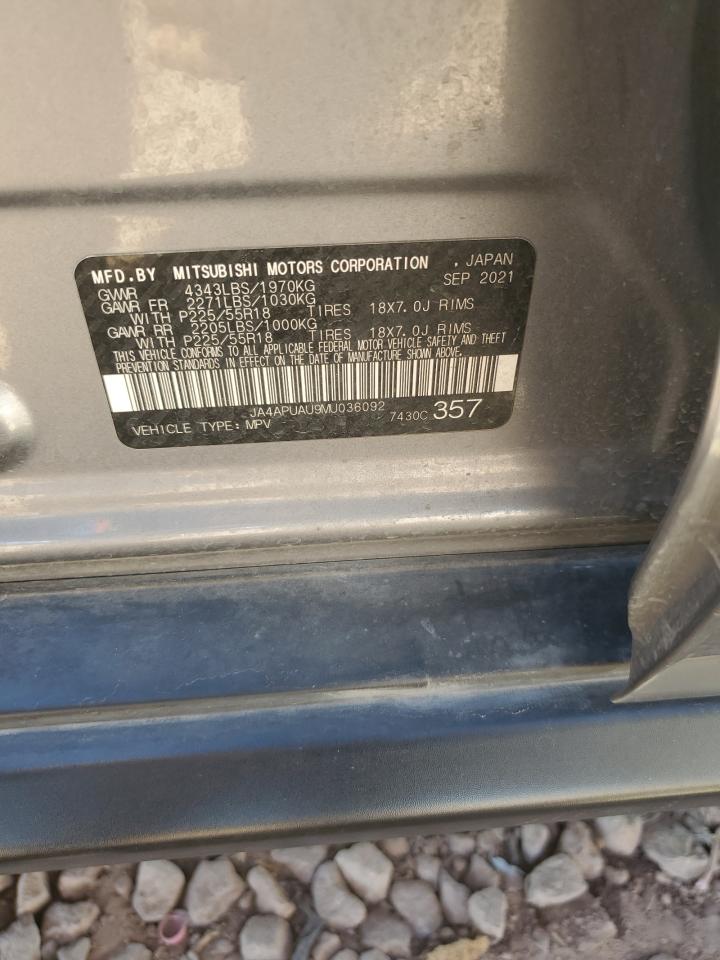 MFD.BY MITSUBISHI MOTORS CORPORATION . JAPAN
GVWR 4343LBS/1970KG SEP 2021
GAWR FR 2271LBS/1030KG
WITH P225/55R18 TIRES 18X7.0J RIMS
GAWR RR 2205LBS/1000KG
WITH P225/55R18 TIRES 18X7.0J RIMS
THIS VEHICLE CONFORMS TO ALL APPLICABLE FEDERAL MOTOR VEHICLE SAFETY AND THEFT
PREVENTION STANDARDS IN EFFECT ON THE DATE OF MANUFACTURE SHOWN ABOVE.
JA4APUAU9MU036092
VEHICLE TYPE: MPV 7430C 357